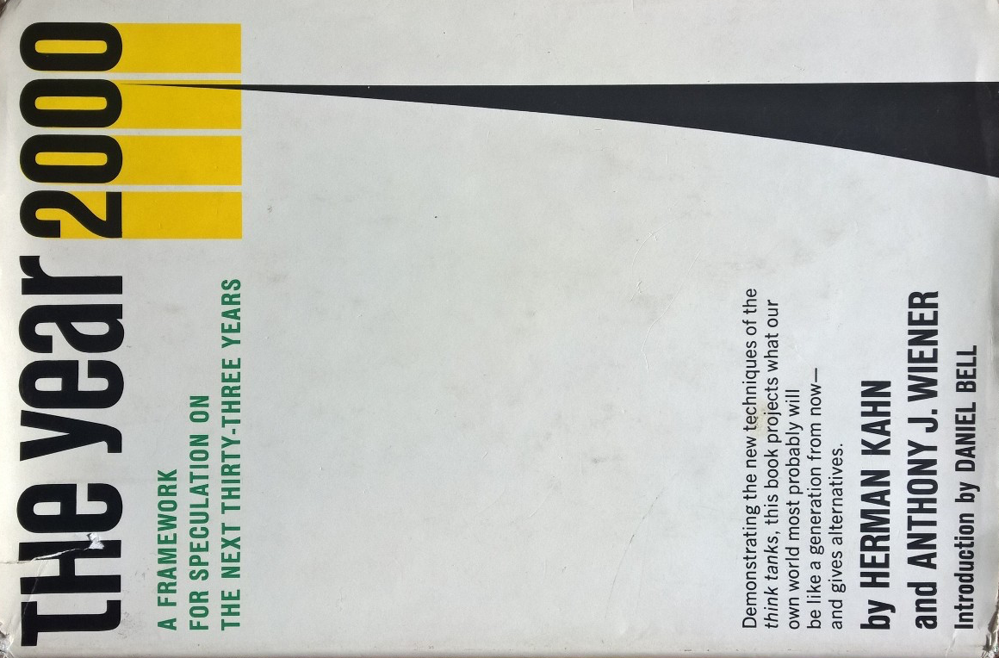 THe year 2000
A FRAMEWORK
FOR SPECULATION ON
THE NEXT THIRTY-THREE YEARS
Demonstrating the new techniques of the
think tanks, this book projects what our
own world most probably will
be like a generation from now—
and gives alternatives.
by HERMAN KAHN
and ANTHONY J. WIENER
Introduction by DANIEL BELL